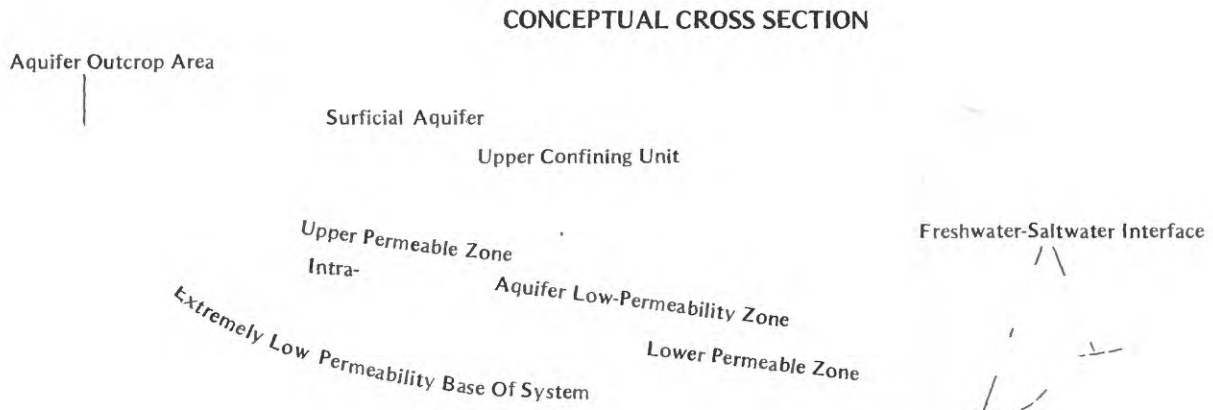 CONCEPTUAL CROSS SECTION
Aquifer Outcrop Area
Surficial Aquifer
Upper Confining Unit
Freshwater-Saltwater Interface
Upper Permeable Zone
Intra-
Aquifer Low-Permeability Zone
Lower Permeable Zone
Extremely Low Permeability Base Of System